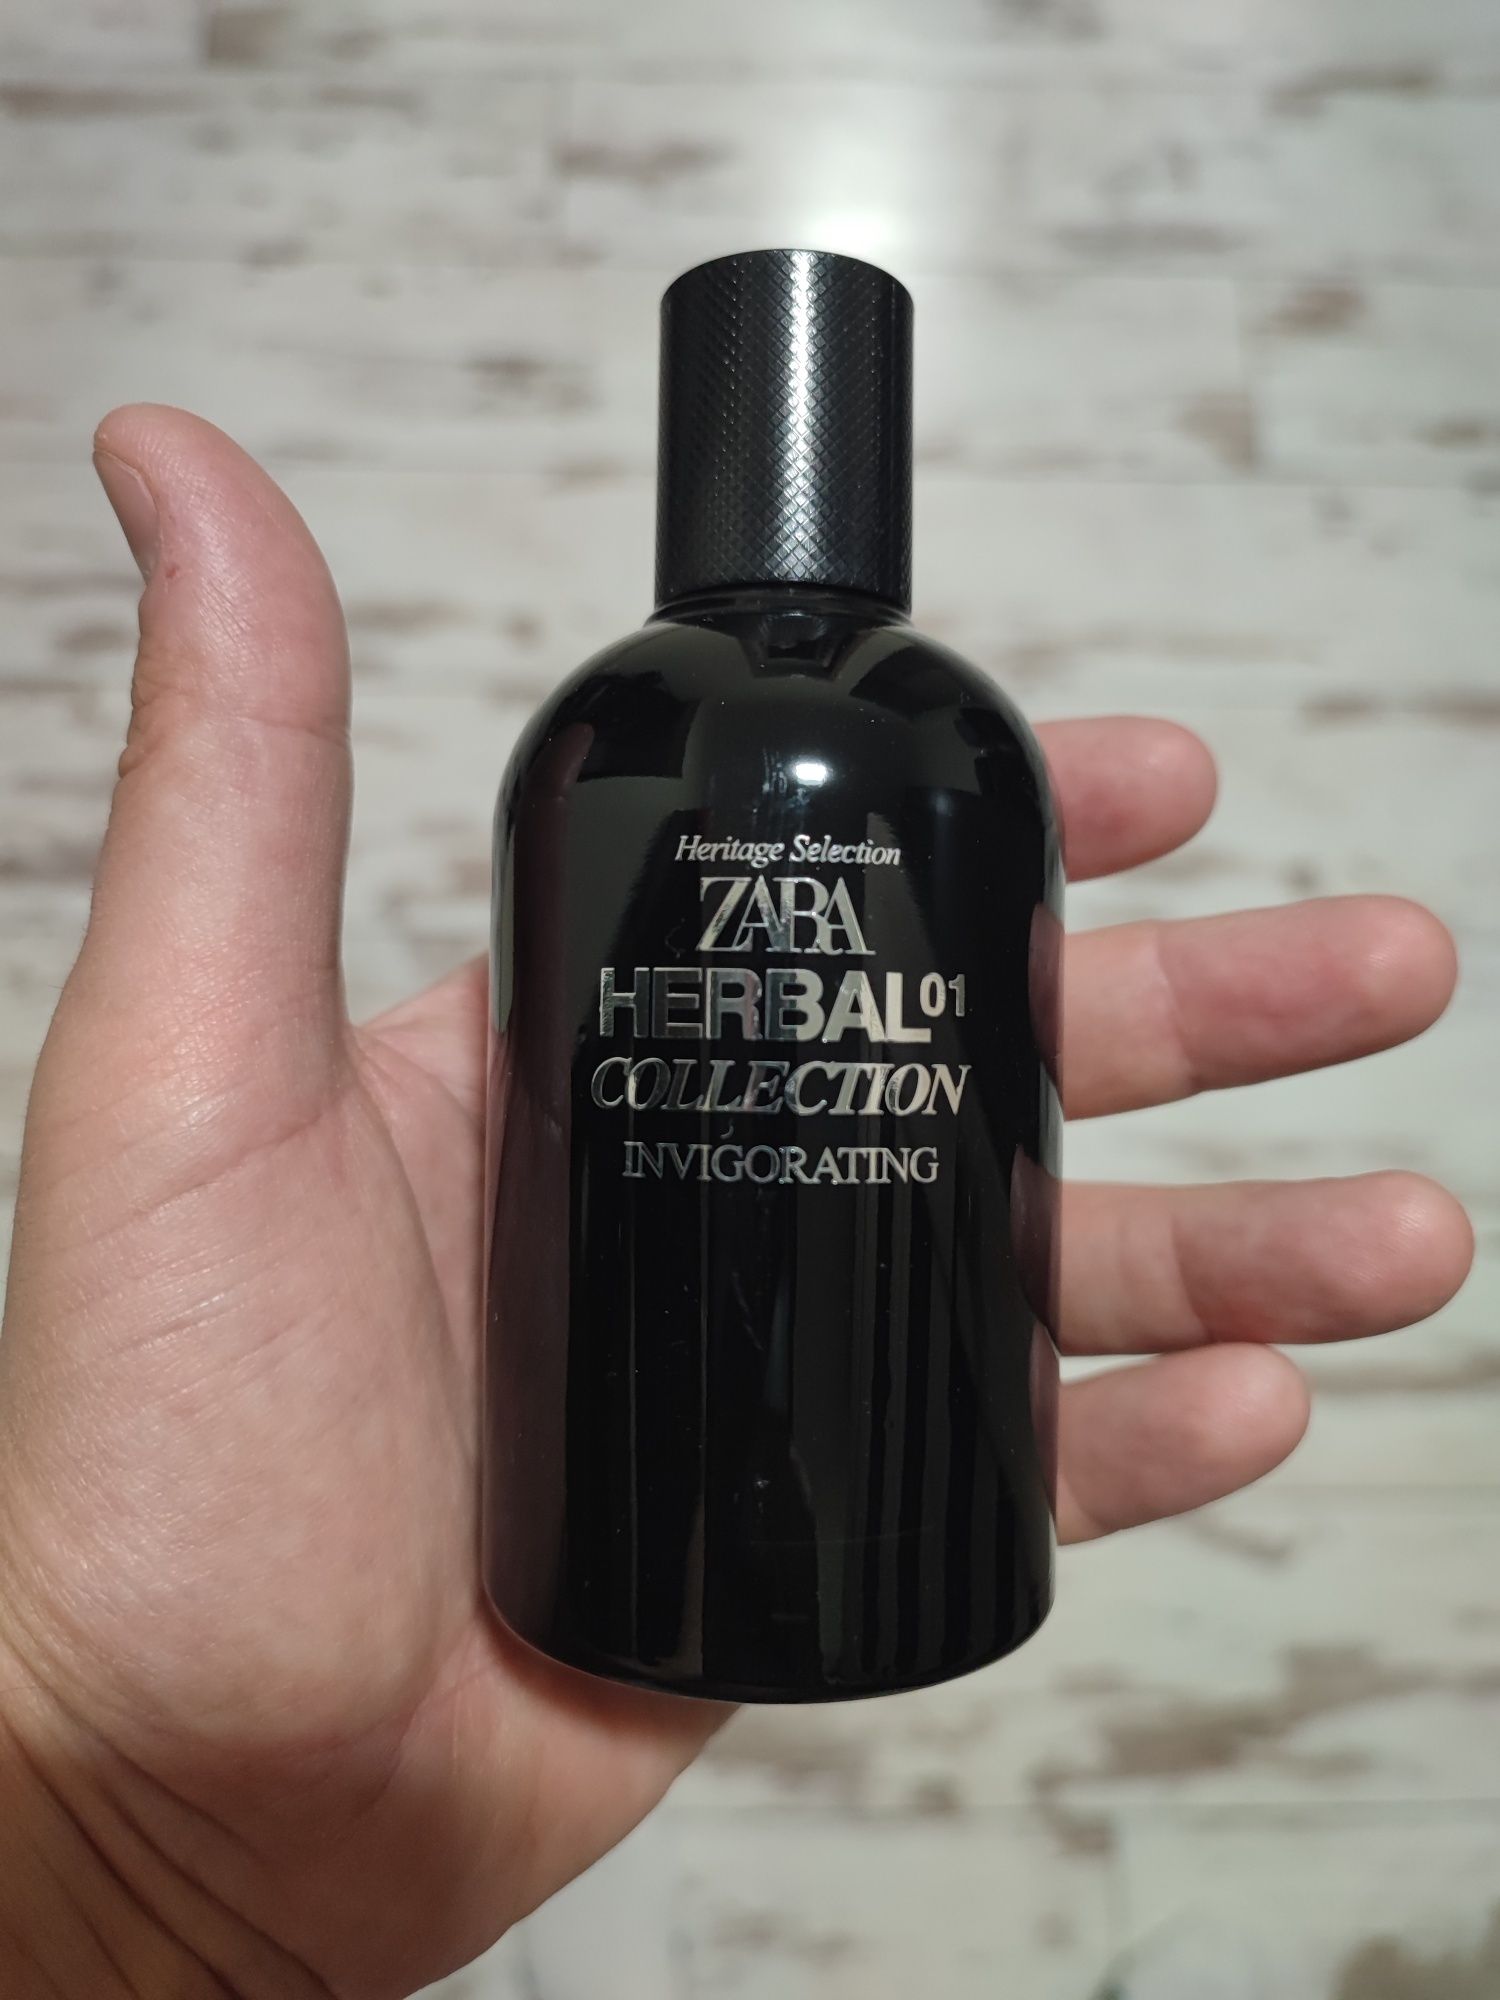 Heritage Selection
ZARA
HERBAL01
COLLECTION
INVIGORATING